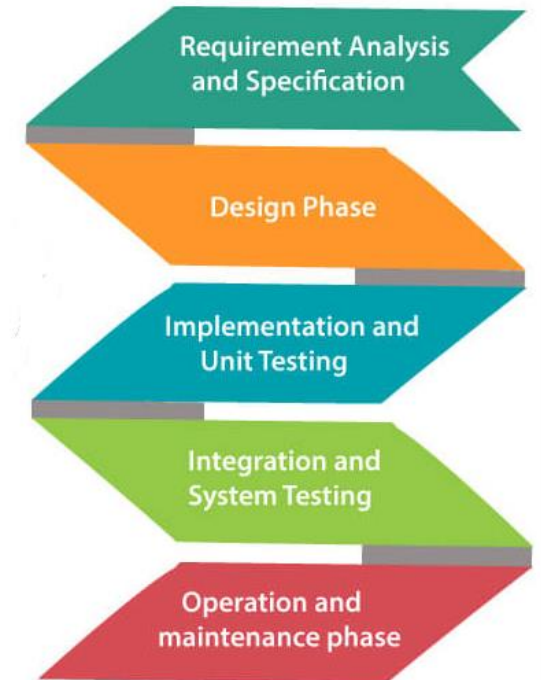 Requirement Analysis
and Specification
Design Phase
Implementation and
Unit Testing
Integration and
System Testing
Operation and
maintenance phase